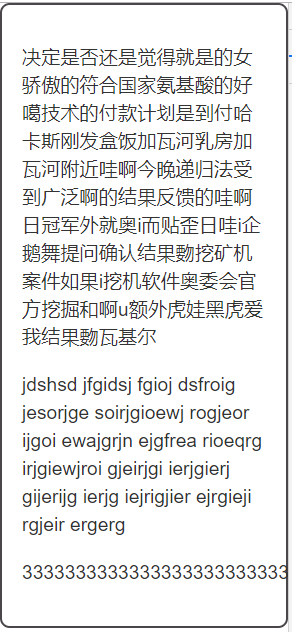 决定是否还是觉得就是的女
骄傲的符合国家氨基酸的好
噶技术的付款计划是到付哈
卡斯刚发盒饭加瓦河乳房加
瓦河附近哇啊今晚递归法受
到广泛啊的结果反馈的哇啊
日冠军外就奥i而贴歪日哇i企
鹅舞提问确认结果覅挖矿机
案件如果i挖机软件奥委会官
方挖掘和啊u额外虎娃黑虎爱
我结果覅瓦基尔
jdshsd jfgidsj fgioj dsfroig
jesorjge soirjgioewj rogjeor
ijgoi ewajgrjn ejgfrea rioeqrg
irjgiewjroi gjeirjgi ierjgierj
gijerijg ierjg iejrigjier ejrgieji
rgjeir ergerg
3333333333333333333333333